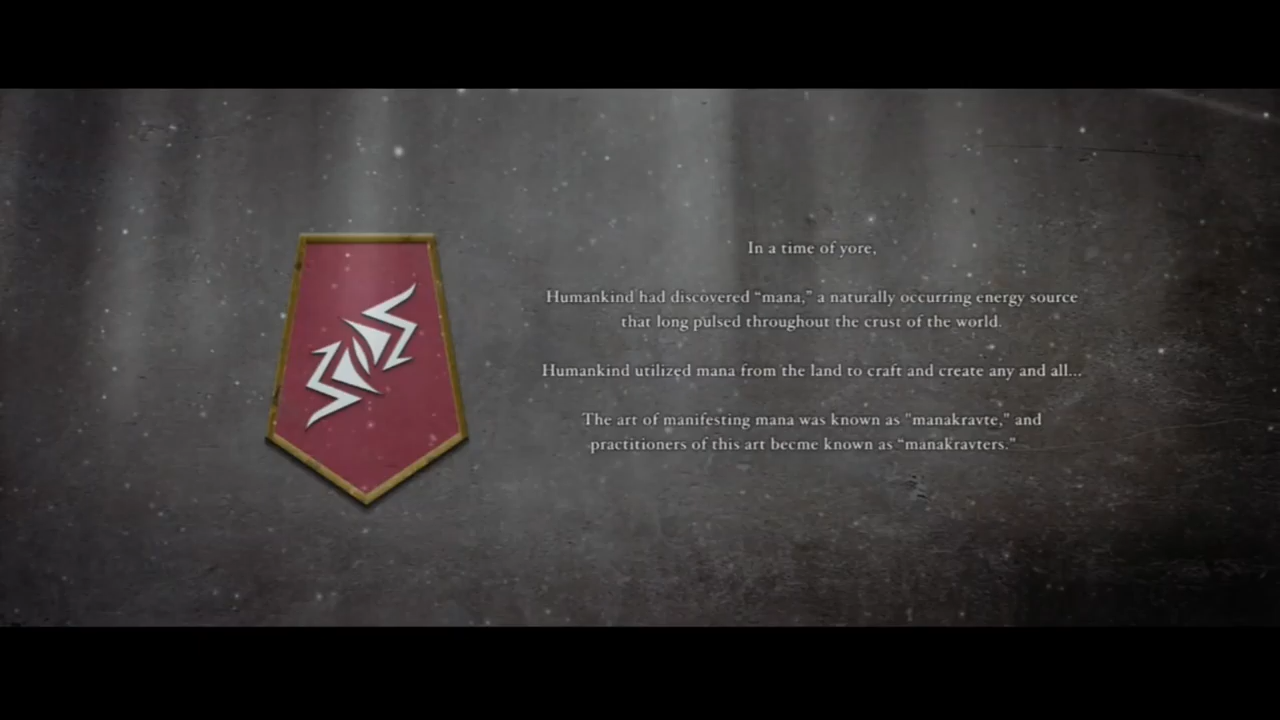 In a time of yore,
Humankind had discovered “mana,” a naturally occurring energy source
that long pulsed throughout the crust of the world.
Humankind utilized mana from the land to craft and create any and all...
The art of manifesting mana was known as "manakravte," and
practitioners of this art becme known as “manakravters.”